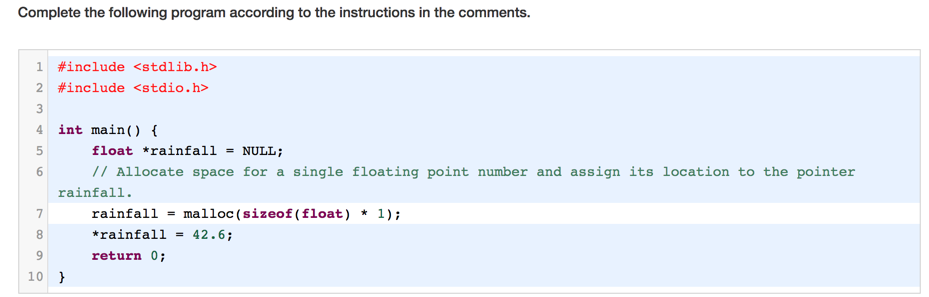 Complete the following program according to the instructions in the comments.
1 #include <stdlib.h>
2 #include <stdio.h>
3
4 int main() {
5     float *rainfall = NULL;
6     // Allocate space for a single floating point number and assign its location to the pointer
rainfall.
7     rainfall = malloc(sizeof(float) * 1);
8     *rainfall = 42.6;
9     return 0;
10 }